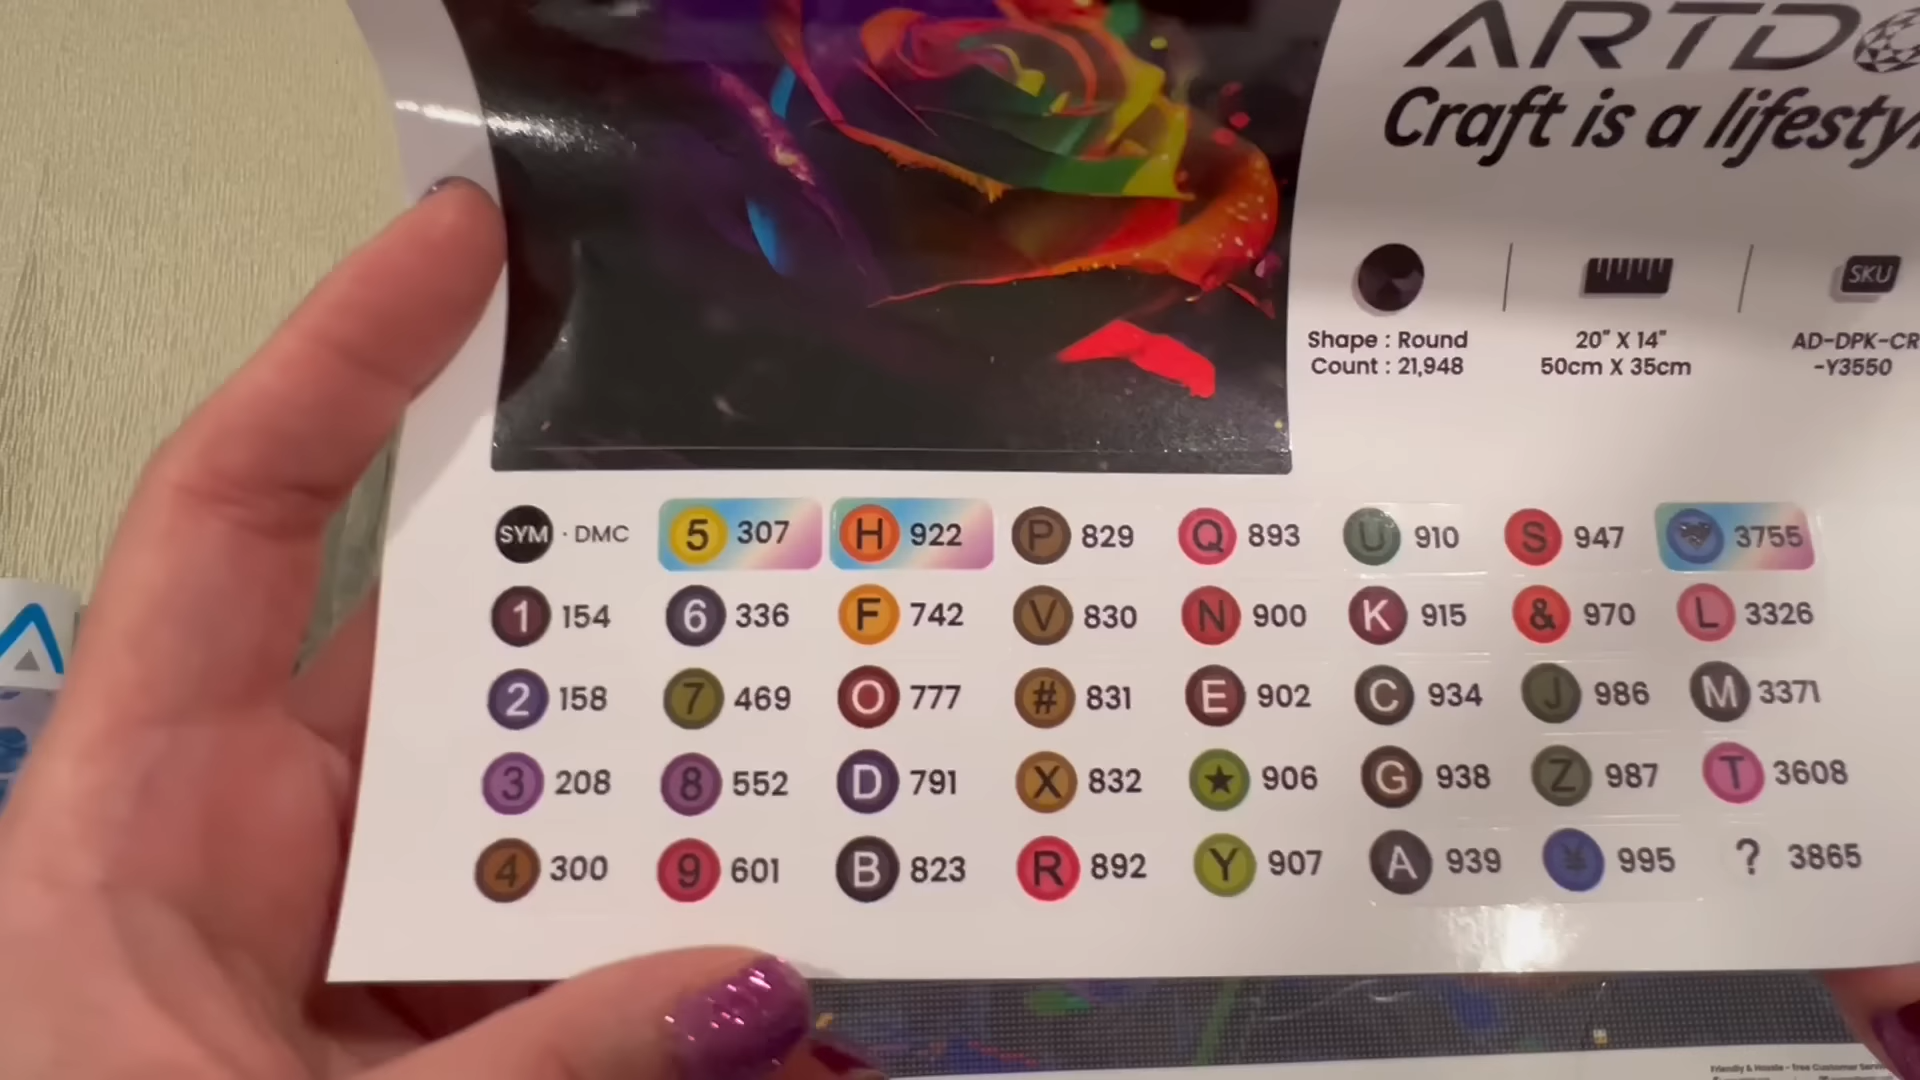 ARTDO
Craft is a lifesty
SKU
Shape : Round
Count : 21,948
20" X 14"
50cm X 35cm
AD-DPK-CR
-Y3550
SYM · DMC 5 307 H 922 P 829 Q 893 U 910 S 947 3755
1 154 6 336 F 742 V 830 N 900 K 915 & 970 L 3326
2 158 7 469 O 777 # 831 E 902 C 934 J 986 M 3371
3 208 8 552 D 791 X 832 ★ 906 G 938 Z 987 T 3608
4 300 9 601 B 823 R 892 Y 907 A 939 ¥ 995 ? 3865